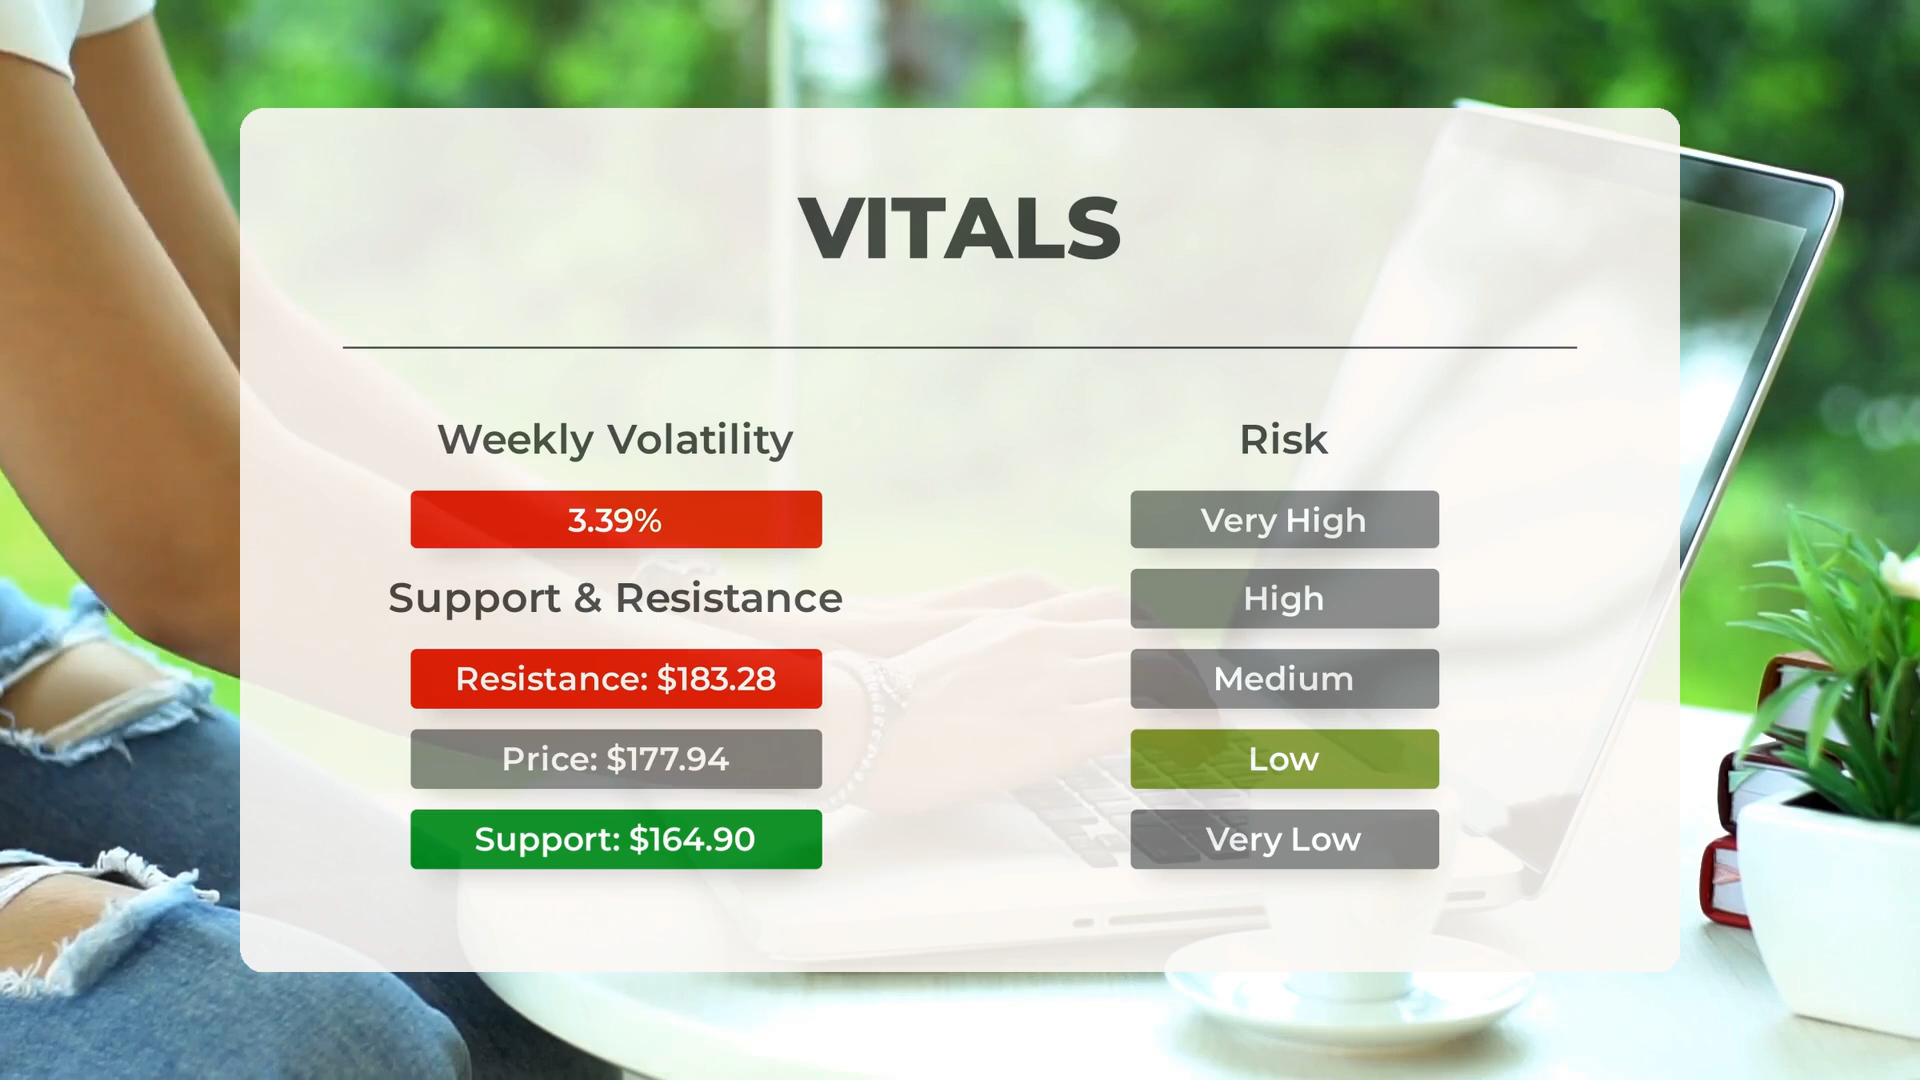 VITALS
Weekly Volatility
3.39%
Support & Resistance
Resistance: $183.28
Price: $177.94
Support: $164.90
Risk
Very High
High
Medium
Low
Very Low